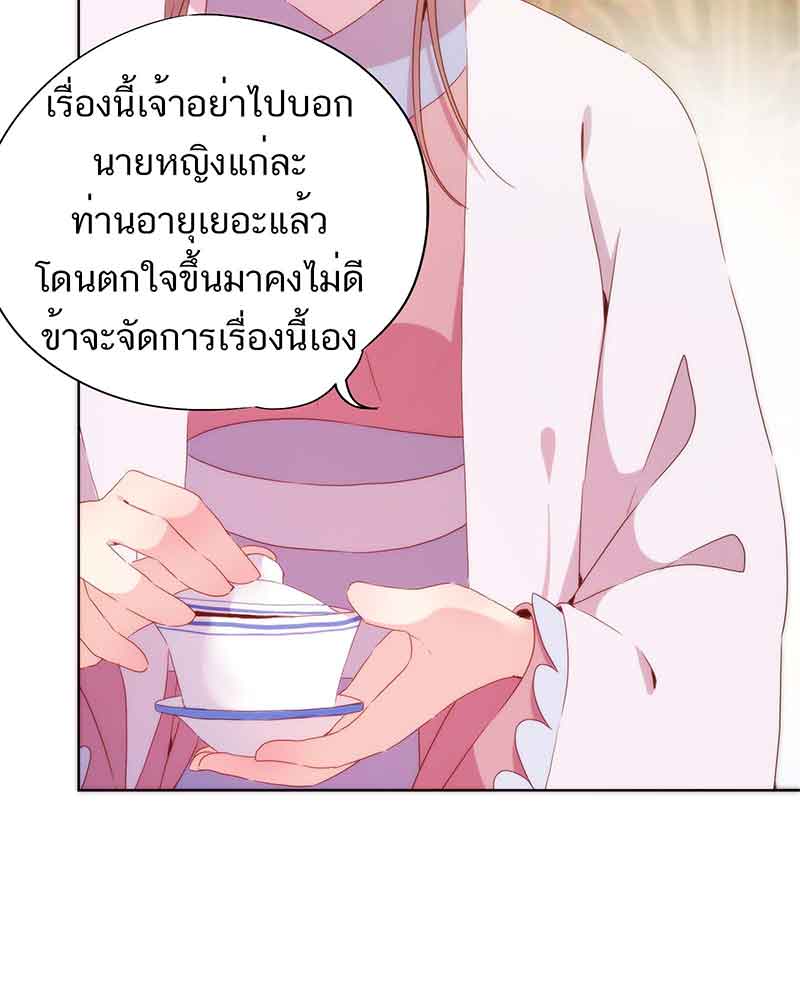 เรื่องนี้เจ้าอย่าไปบอก
นายหญิงแก่ละ
ท่านอายุเยอะแล้ว
โดนตกใจขึ้นมาคงไม่ดี
ข้าจะจัดการเรื่องนี้เอง